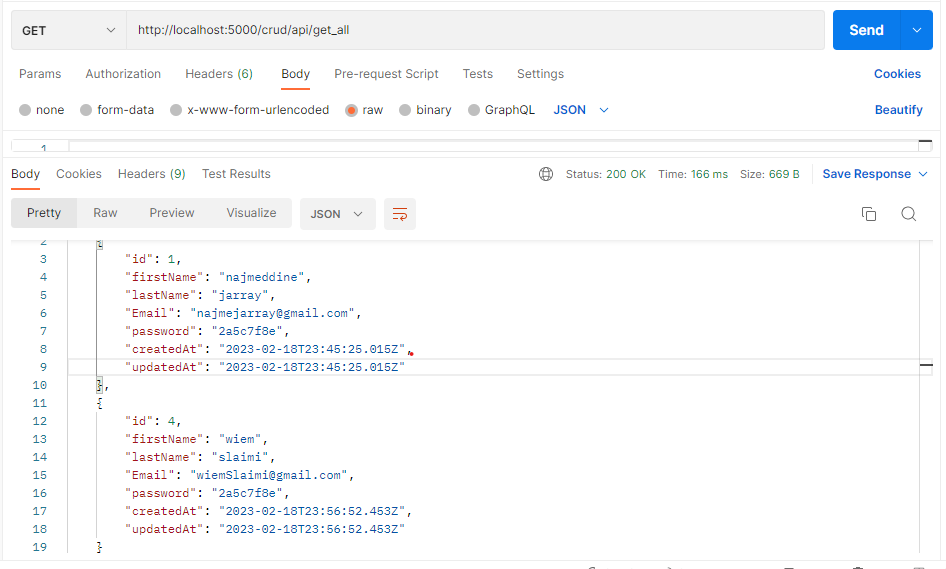 GET http://localhost:5000/crud/api/get_all Send
Params Authorization Headers (6) Body Pre-request Script Tests Settings Cookies
none form-data x-www-form-urlencoded raw binary GraphQL JSON Beautify
1
Body Cookies Headers (9) Test Results Status: 200 OK Time: 166 ms Size: 669 B Save Response
Pretty Raw Preview Visualize JSON
2 {
3 "id": 1,
4 "firstName": "najmeddine",
5 "lastName": "jarray",
6 "Email": "najmejarray@gmail.com",
7 "password": "2a5c7f8e",
8 "createdAt": "2023-02-18T23:45:25.015Z",
9 "updatedAt": "2023-02-18T23:45:25.015Z"
10 },
11 {
12 "id": 4,
13 "firstName": "wiem",
14 "lastName": "slaimi",
15 "Email": "wiemSlaimi@gmail.com",
16 "password": "2a5c7f8e",
17 "createdAt": "2023-02-18T23:56:52.453Z",
18 "updatedAt": "2023-02-18T23:56:52.453Z"
19 }